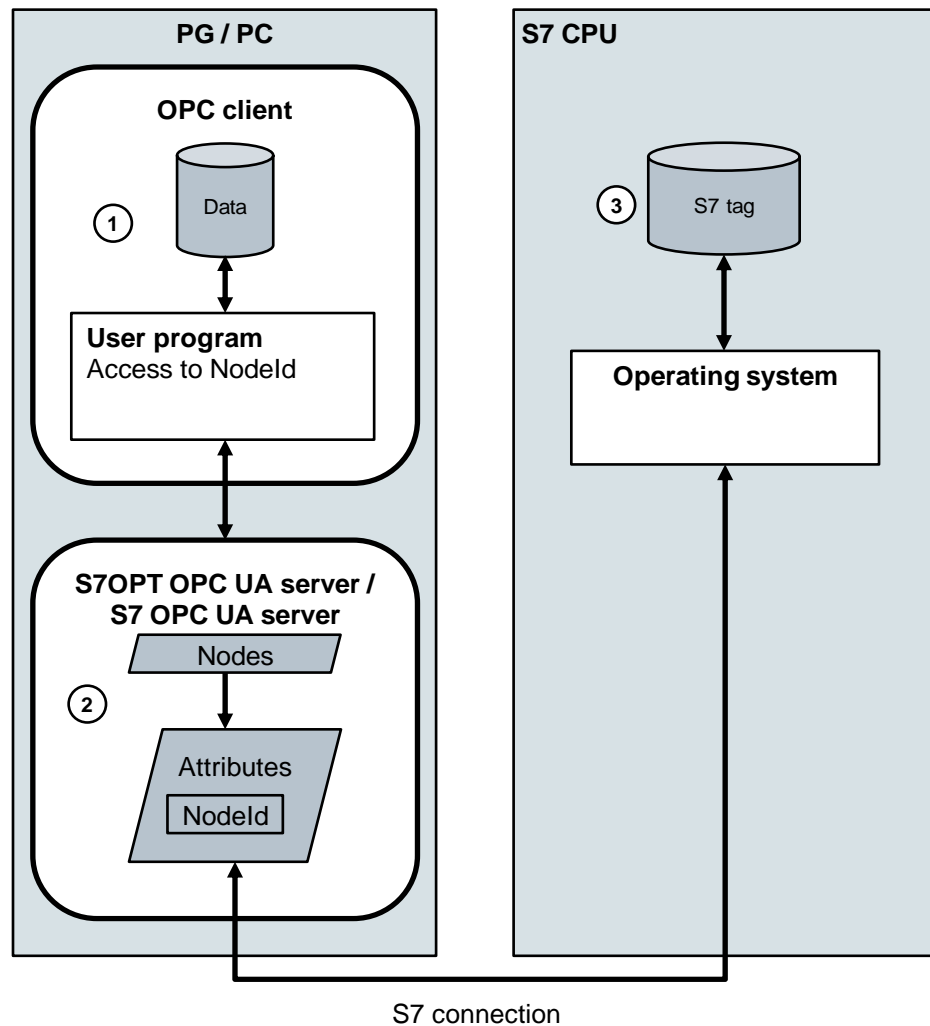 PG / PC
OPC client
Data
1
User program
Access to NodeId
S7OPT OPC UA server /
S7 OPC UA server
Nodes
2
Attributes
NodeId
S7 CPU
3
S7 tag
Operating system
S7 connection